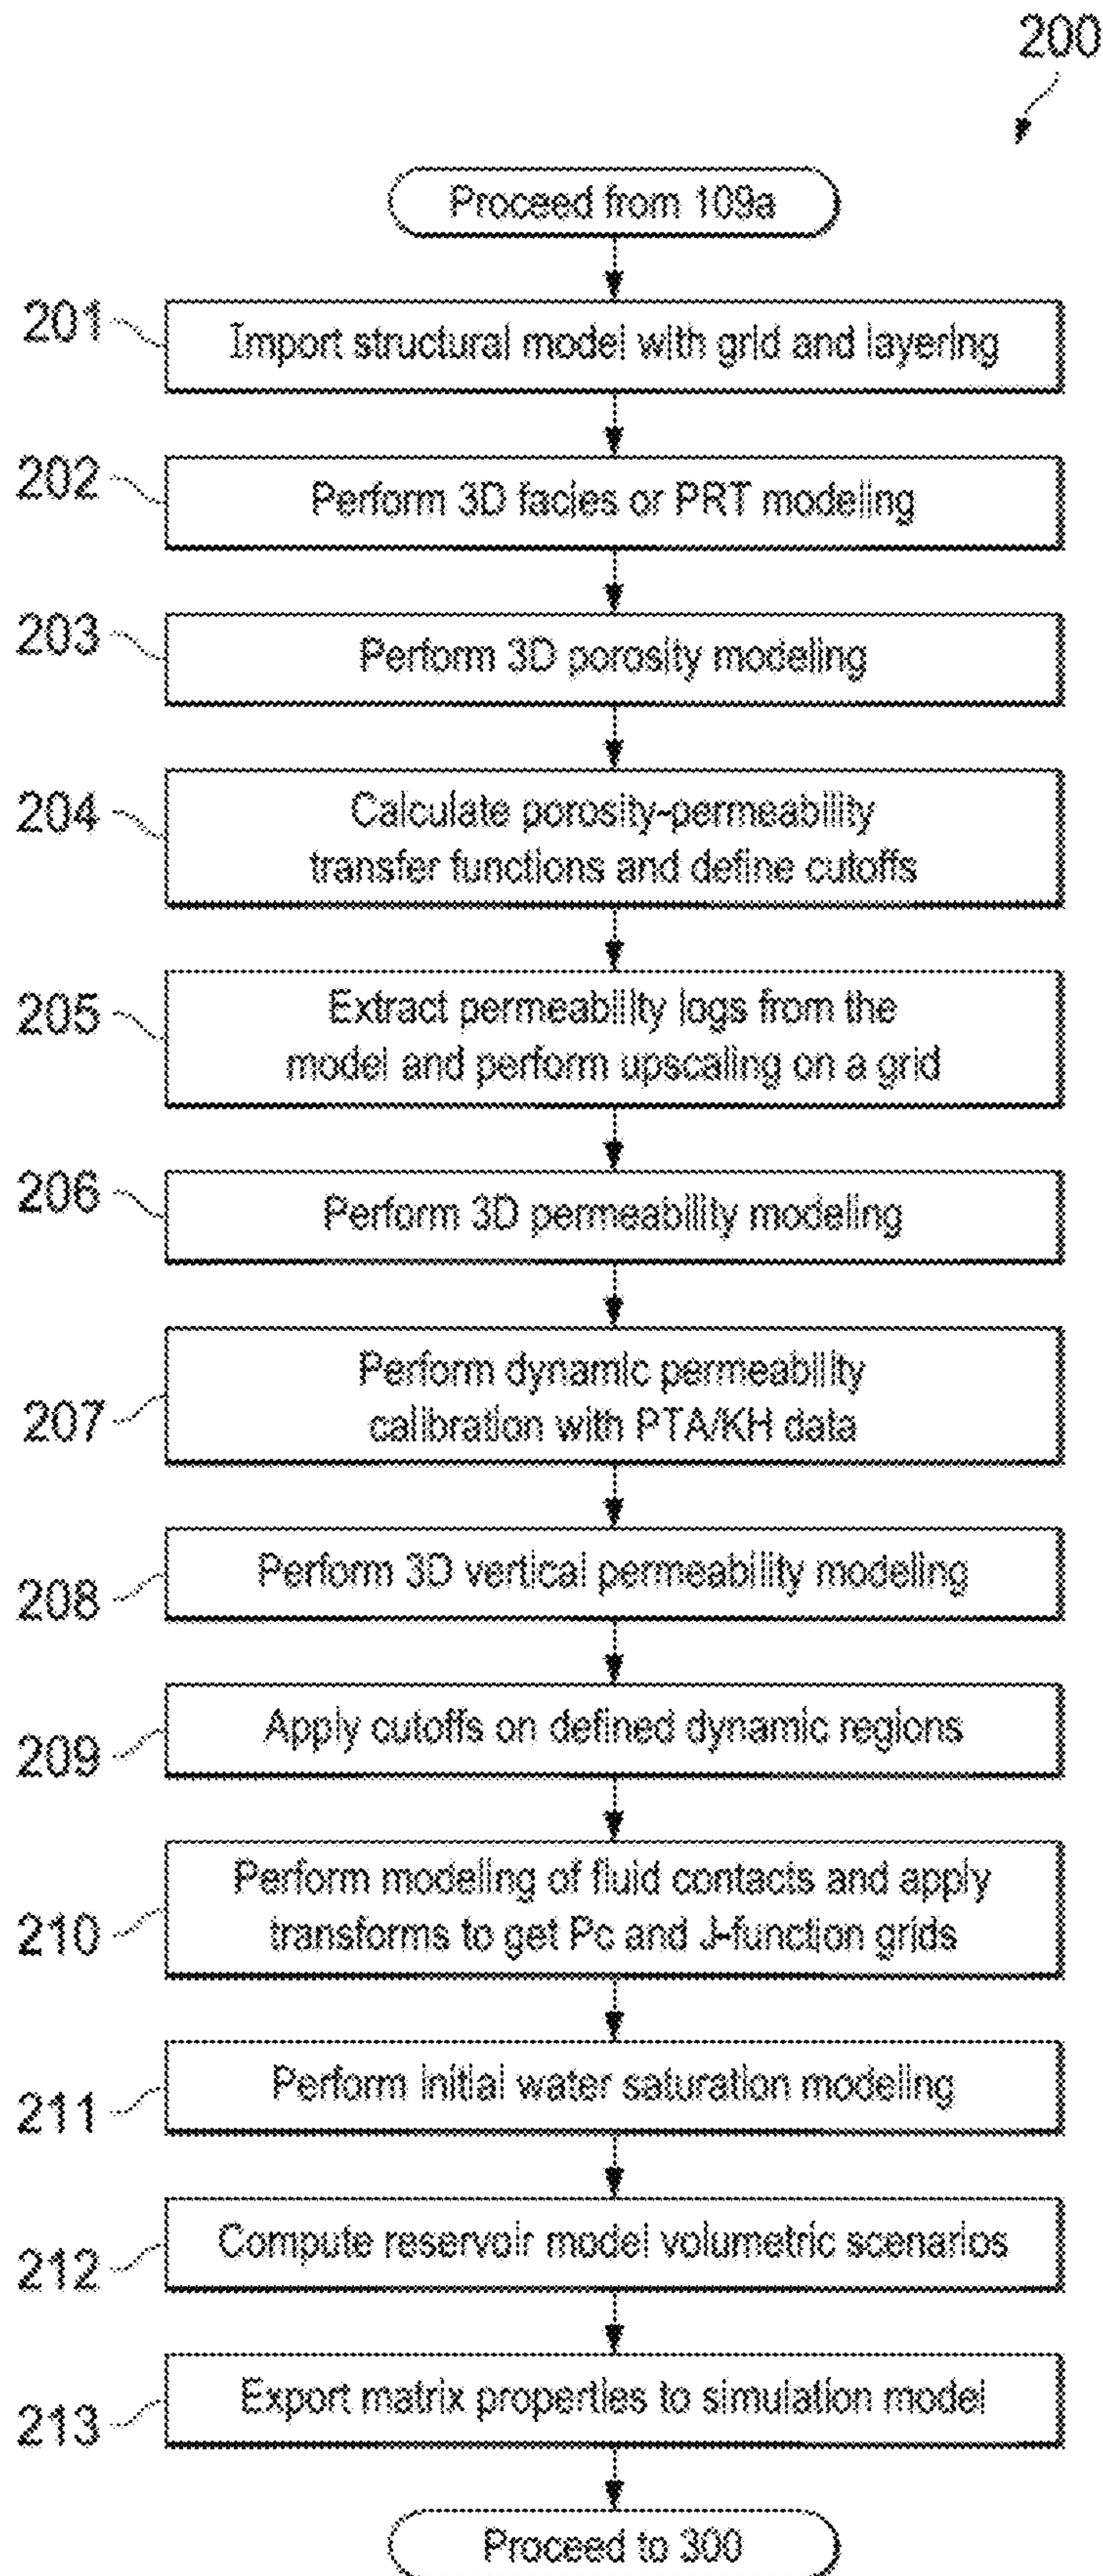 200
Proceed from 109a
201
Import structural model with grid and layering
202
Perform 3D facies or PRT modeling
203
Perform 3D porosity modeling
204
Calculate porosity-permeability
transfer functions and define cutoffs
205
Extract permeability logs from the
model and perform upscaling on a grid
206
Perform 3D permeability modeling
207
Perform dynamic permeability
calibration with PTA/KH data
208
Perform 3D vertical permeability modeling
209
Apply cutoffs on defined dynamic regions
210
Perform modeling of fluid contacts and apply
transforms to get Pc and J-function grids
211
Perform initial water saturation modeling
212
Compute reservoir model volumetric scenarios
213
Export matrix properties to simulation model
Proceed to 300